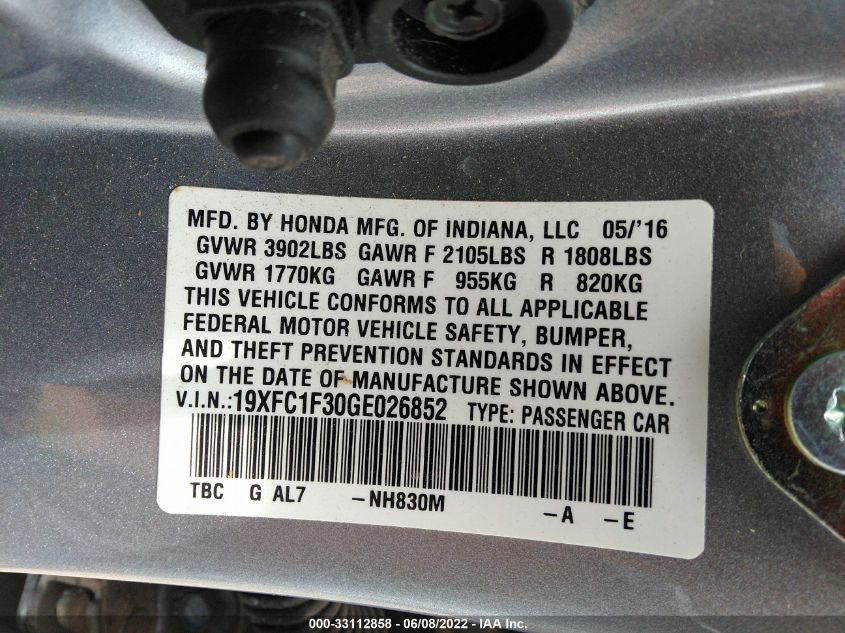 MFD. BY HONDA MFG. OF INDIANA, LLC 05/'16
GVWR 3902LBS GAWR F 2105LBS R 1808LBS
GVWR 1770KG GAWR F 955KG R 820KG
THIS VEHICLE CONFORMS TO ALL APPLICABLE
FEDERAL MOTOR VEHICLE SAFETY, BUMPER,
AND THEFT PREVENTION STANDARDS IN EFFECT
ON THE DATE OF MANUFACTURE SHOWN ABOVE.
V.I.N.:19XFC1F30GE026852 TYPE: PASSENGER CAR
TBC G AL7 -NH830M -A -E
000-33112858 - 06/08/2022 - IAA Inc.